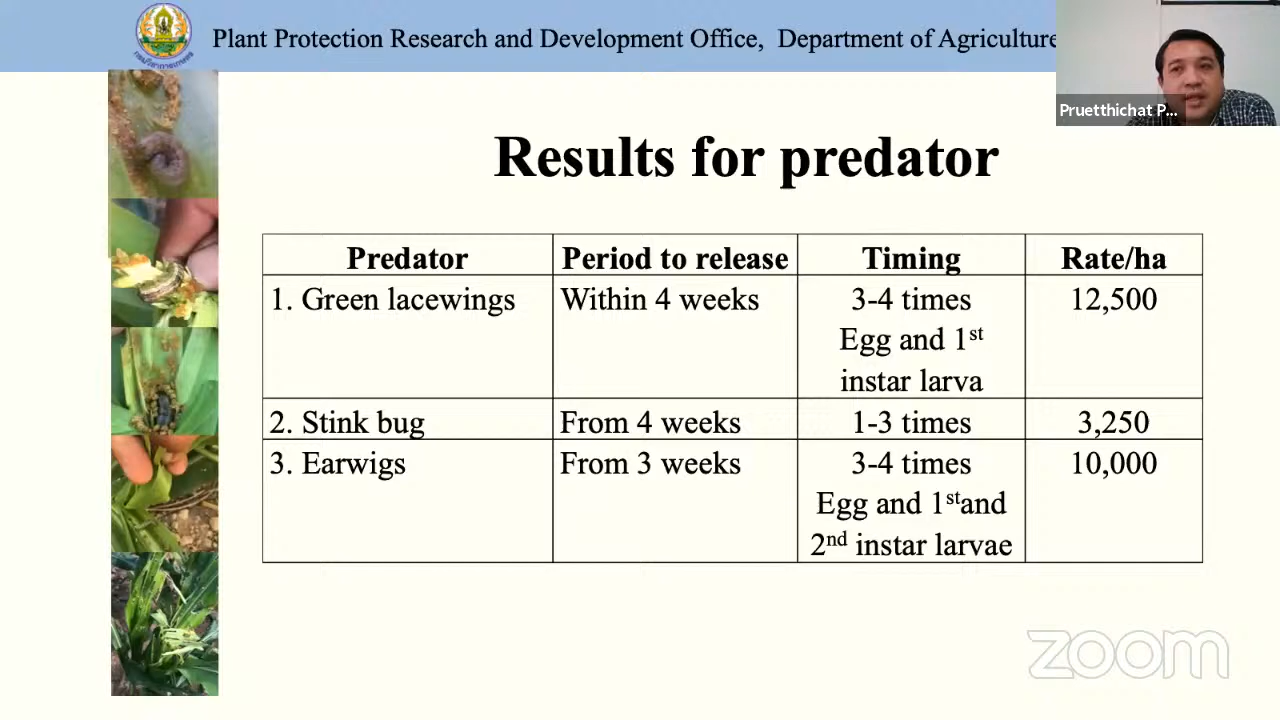 Plant Protection Research and Development Office, Department of Agriculture
Pruetthichat P...
Results for predator
Predator Period to release Timing Rate/ha
1. Green lacewings Within 4 weeks 3-4 times 12,500
Egg and 1st
instar larva
2. Stink bug From 4 weeks 1-3 times 3,250
3. Earwigs From 3 weeks 3-4 times 10,000
Egg and 1stand
2nd instar larvae
zoom